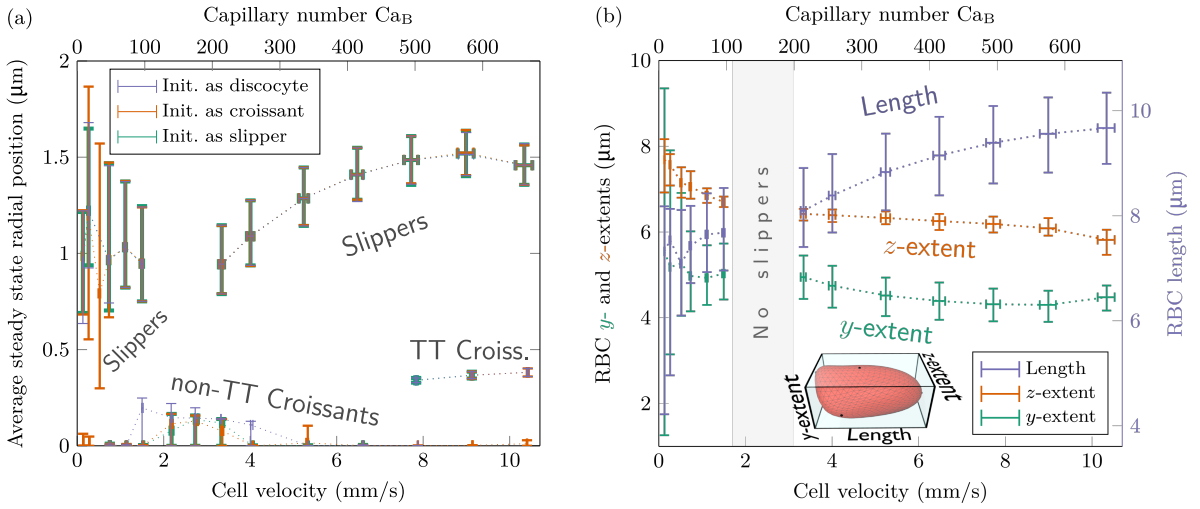 (a)
Capillary number Ca_B
0 100 200 300 400 500 600
2
1.5
1
0.5
0
Average steady state radial position (µm)
Init. as discocyte
Init. as croissant
Init. as slipper
Slippers
Slippers
TT Croiss.
non-TT Croissants
0 2 4 6 8 10
Cell velocity (mm/s)
(b)
Capillary number Ca_B
0 100 200 300 400 500 600
10
8
6
4
2
RBC y- and z-extents (µm)
10
8
6
4
RBC length (µm)
No slippers
Length
z-extent
y-extent
y-extent
z-extent
Length
Length
z-extent
y-extent
0 2 4 6 8 10
Cell velocity (mm/s)